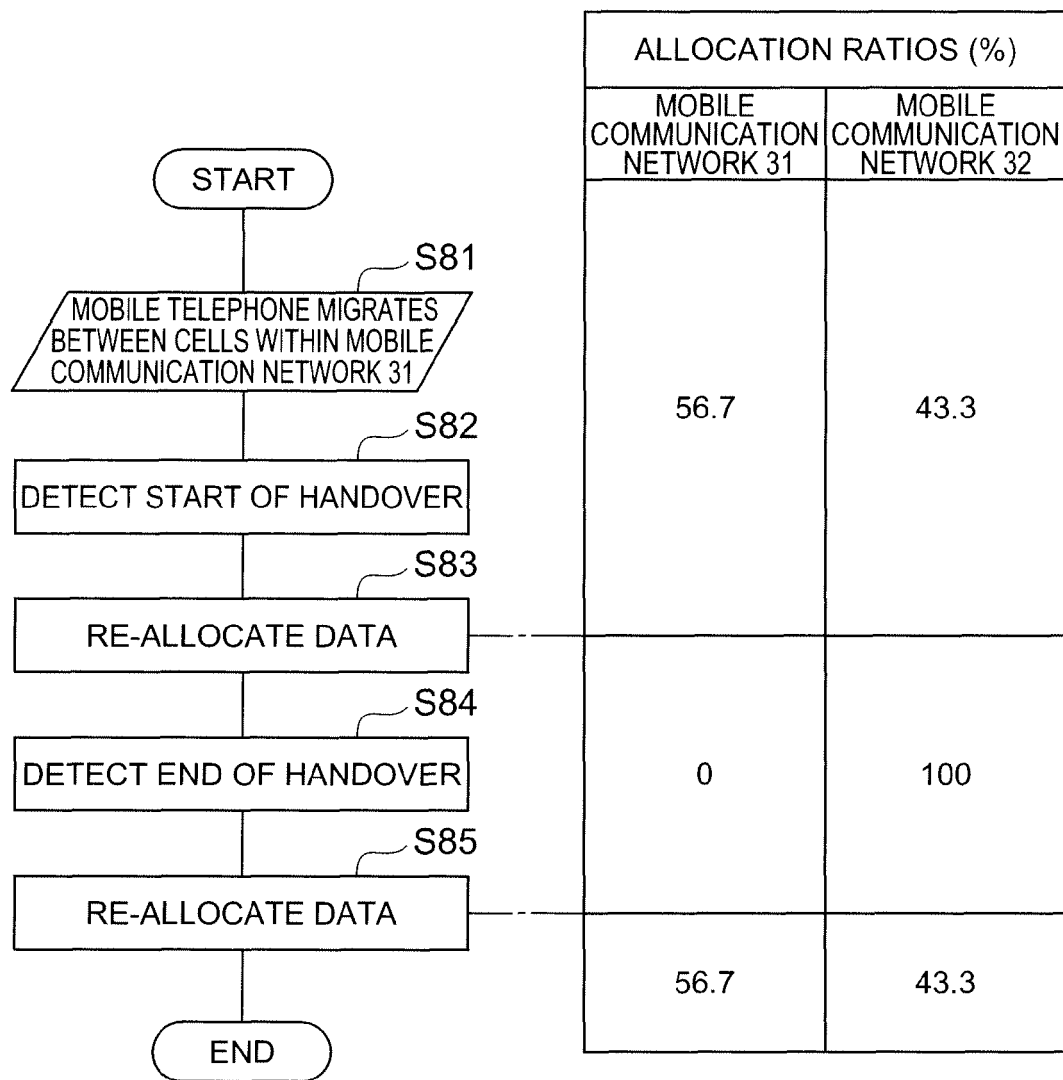 START
S81
MOBILE TELEPHONE MIGRATES
BETWEEN CELLS WITHIN MOBILE
COMMUNICATION NETWORK 31
S82
DETECT START OF HANDOVER
S83
RE-ALLOCATE DATA
S84
DETECT END OF HANDOVER
S85
RE-ALLOCATE DATA
END
ALLOCATION RATIOS (%)
MOBILE
COMMUNICATION
NETWORK 31
MOBILE
COMMUNICATION
NETWORK 32
56.7
43.3
0
100
56.7
43.3